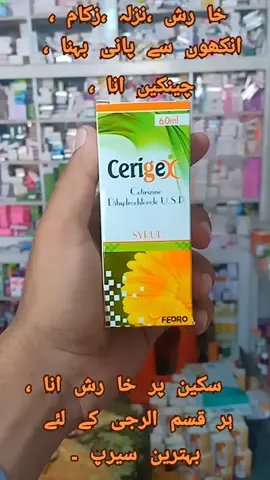 خا رش ،نزلہ ،زکام ،
انکھوں سے پانی بہنا ،
چینکیں انا ،
60ml
Cerigex
Cetirizine
Dihydrochloride U.S.P
SYRUP
FEDRO
سکین پر خا رش انا ،
ہر قسم الرجی کے لئے
بہترین سیرپ ۔